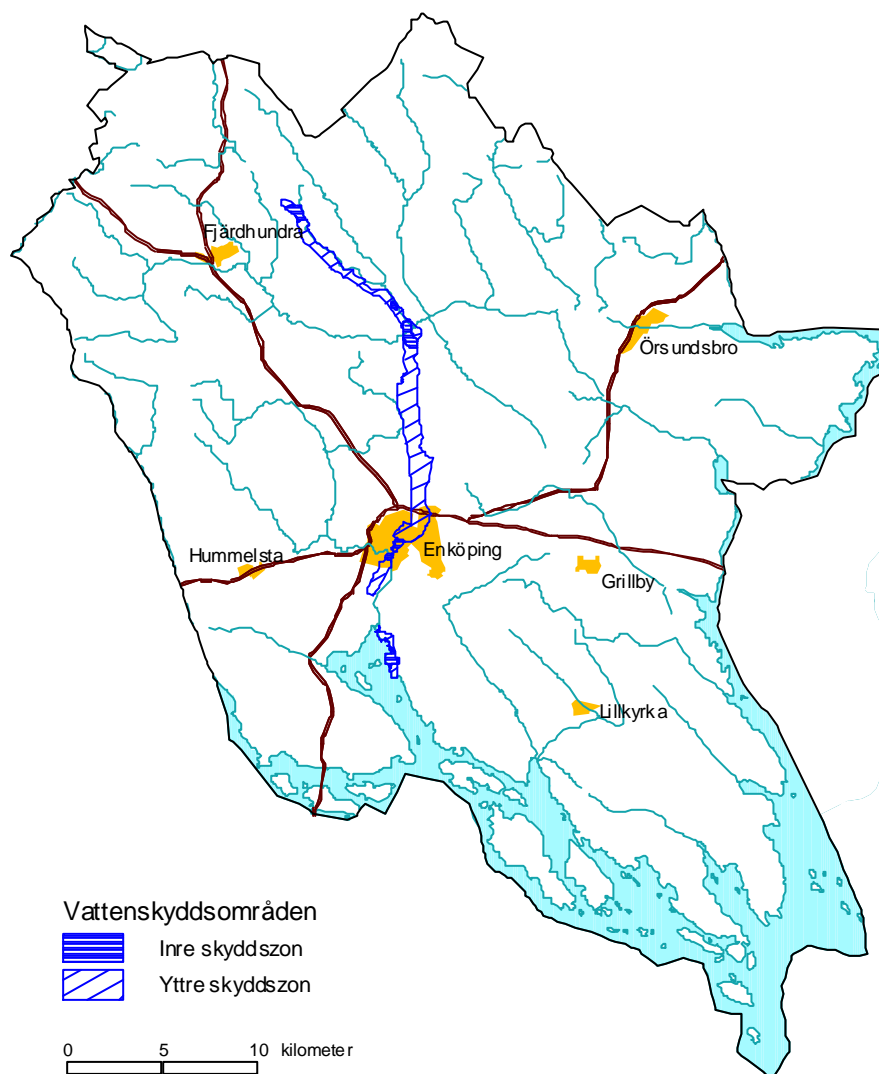 Fjärdhundra
Örsundsbro
Enköping
Hummelsta
Grillby
Lillkyrka
Vattenskyddsområden
Inre skyddszon
Yttre skyddszon
0 5 10 kilometer